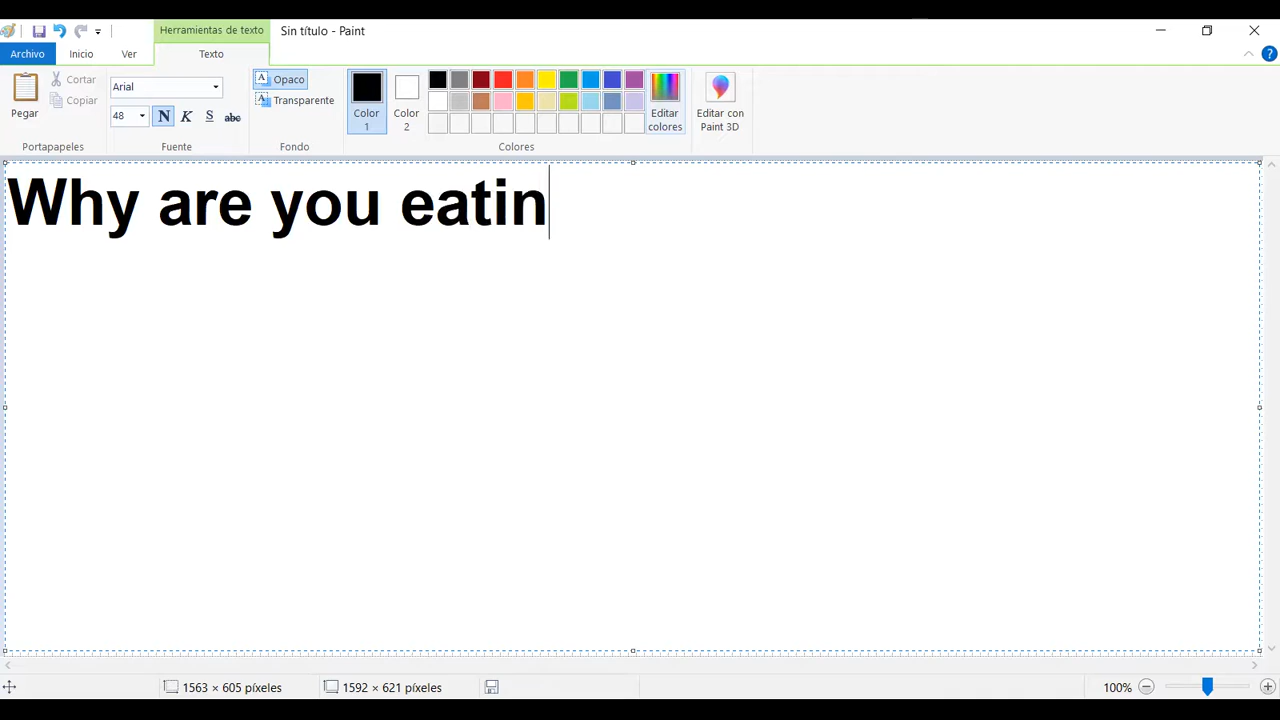 Herramientas de texto
Sin título - Paint
Archivo Inicio Ver Texto
Pegar
Cortar
Copiar
Portapapeles
Arial
48
N K S abc
Fuente
Opaco
Transparente
Fondo
Color 1
Color 2
Editar colores
Colores
Editar con Paint 3D
Why are you eatin
1563 × 605 píxeles
1592 × 621 píxeles
100%